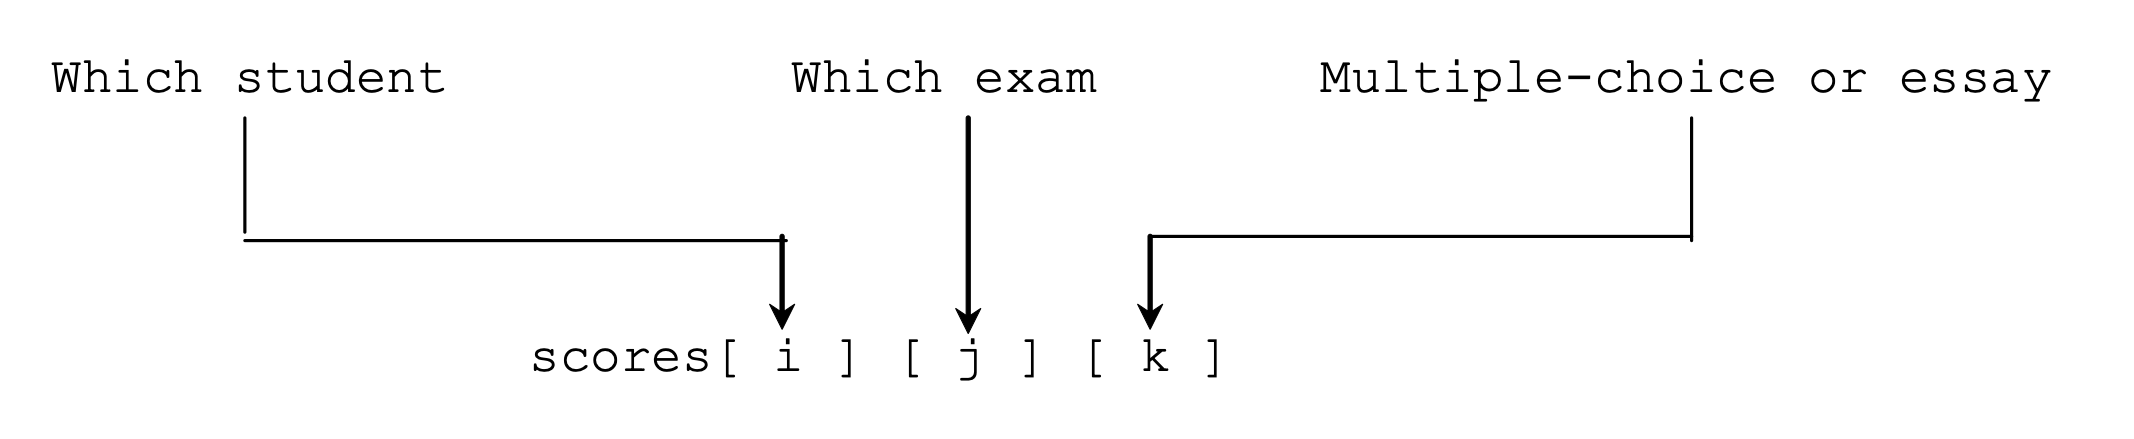 Which student Which exam Multiple-choice or essay
scores[ i ] [ j ] [ k ]